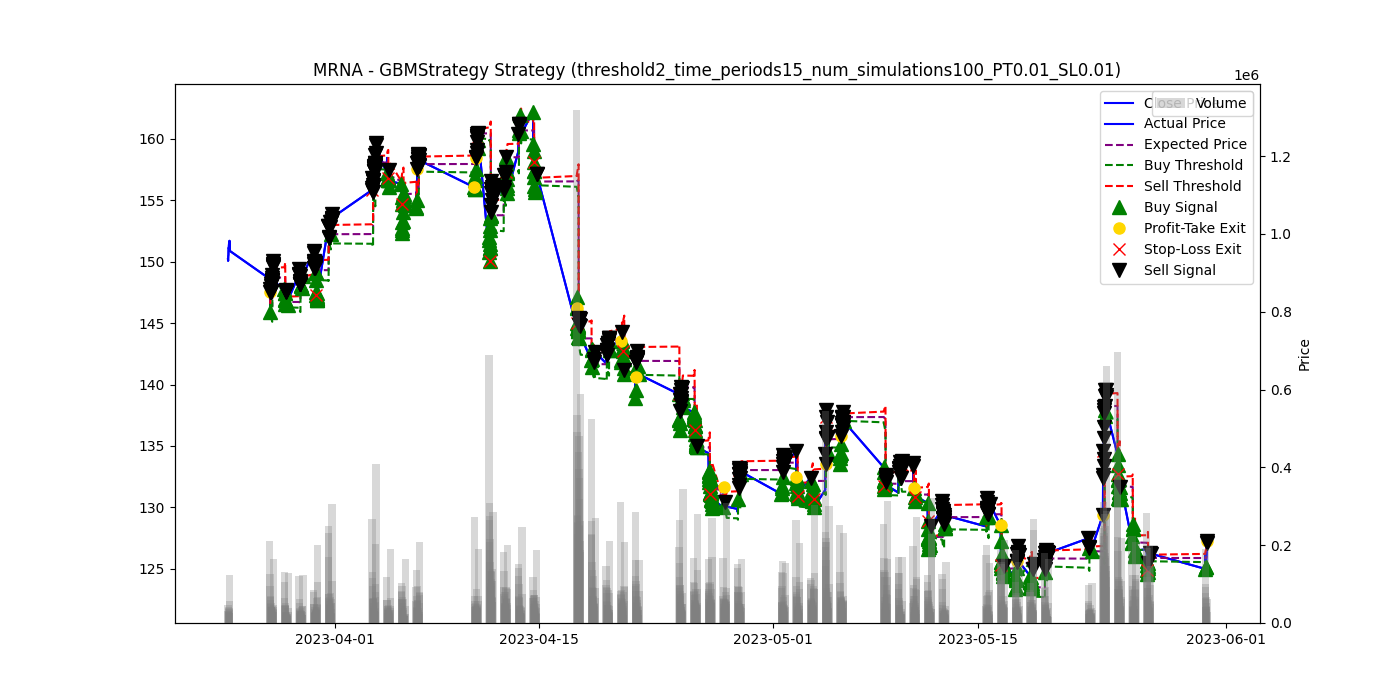 MRNA - GBMStrategy Strategy (threshold2_time_periods15_num_simulations100_PT0.01_SL0.01)
1e6
160
155
150
145
140
135
130
125
Volume
Actual Price
Expected Price
Buy Threshold
Sell Threshold
Buy Signal
Profit-Take Exit
Stop-Loss Exit
Sell Signal
1.2
1.0
0.8
0.6
0.4
0.2
0.0
Price
2023-04-01
2023-04-15
2023-05-01
2023-05-15
2023-06-01